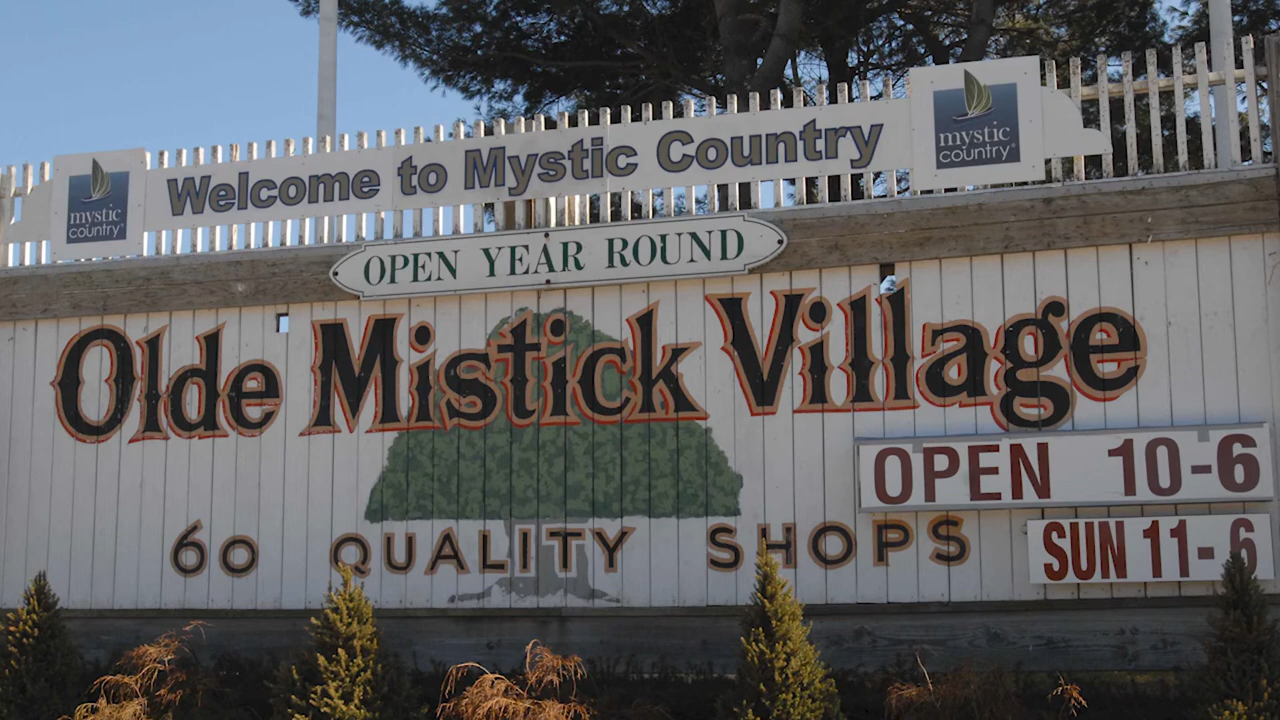 Welcome to Mystic Country
mystic
country
mystic
country
OPEN YEAR ROUND
Olde Mistick Village
60 QUALITY SHOPS
OPEN 10-6
SUN 11-6